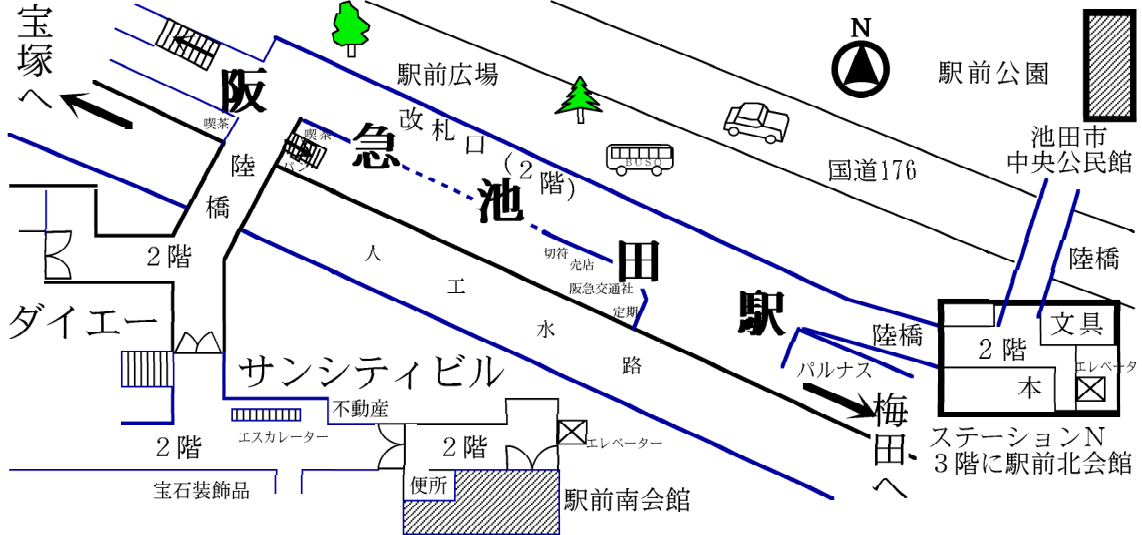 宝塚へ
阪急池田駅
駅前広場
N
駅前公園
池田市
中央公民館
喫茶
喫茶
パン
改札口
(2階)
BUSO
国道176
陸橋
陸橋
2階
人工水路
切符
売店
阪急交通社
定期
陸橋
文具
2階
エレベータ
本
パルナス
梅田へ
ステーションN
3階に駅前北会館
ダイエー
サンシティビル
不動産
エスカレーター
2階
2階
エレベーター
便所
宝石装飾品
駅前南会館